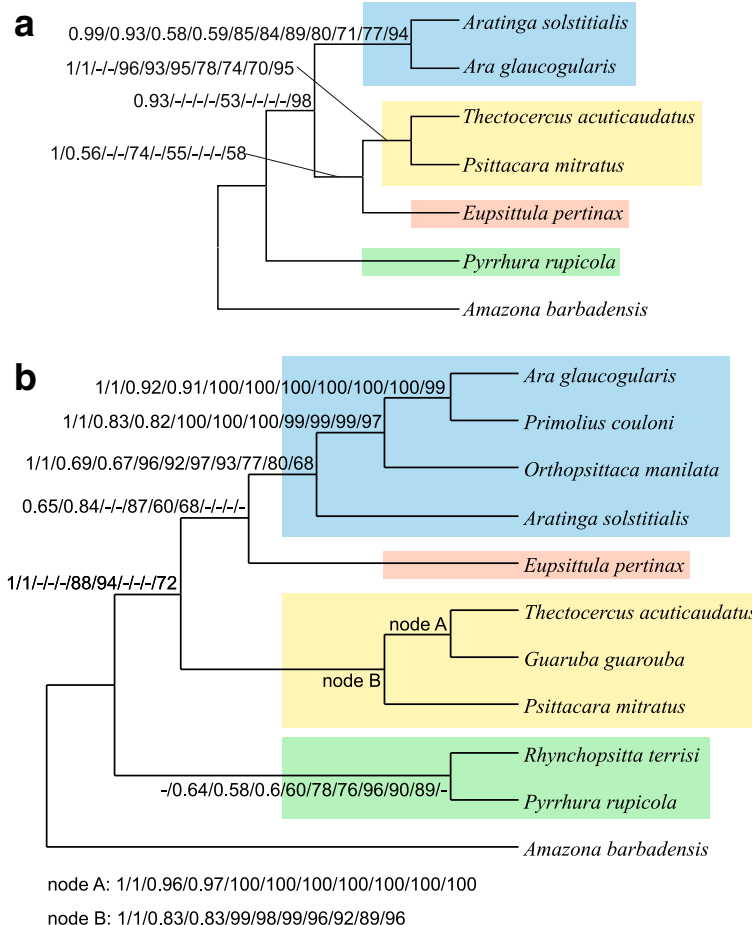 a
Aratinga solstitialis
0.99/0.93/0.58/0.59/85/84/89/80/71/77/94
Ara glaucogularis
1/1/-/-/96/93/95/78/74/70/95
0.93/-/-/-/-/53/-/-/-/-/98
Thectocercus acuticaudatus
1/0.56/-/-/74/-/55/-/-/-/58
Psittacara mitratus
Eupsittula pertinax
Pyrrhura rupicola
Amazona barbadensis
b
Ara glaucogularis
1/1/0.92/0.91/100/100/100/100/100/100/99
Primolius couloni
1/1/0.83/0.82/100/100/100/99/99/99/97
Orthopsittaca manilata
1/1/0.69/0.67/96/92/97/93/77/80/68
0.65/0.84/-/-/87/60/68/-/-/-/-
Aratinga solstitialis
Eupsittula pertinax
1/1/-/-/-/88/94/-/-/-/72
Thectocercus acuticaudatus
node A
Guaruba guarouba
node B
Psittacara mitratus
Rhynchopsitta terrisi
-/0.64/0.58/0.6/60/78/76/96/90/89/-
Pyrrhura rupicola
Amazona barbadensis
node A: 1/1/0.96/0.97/100/100/100/100/100/100/100
node B: 1/1/0.83/0.83/99/98/99/96/92/89/96